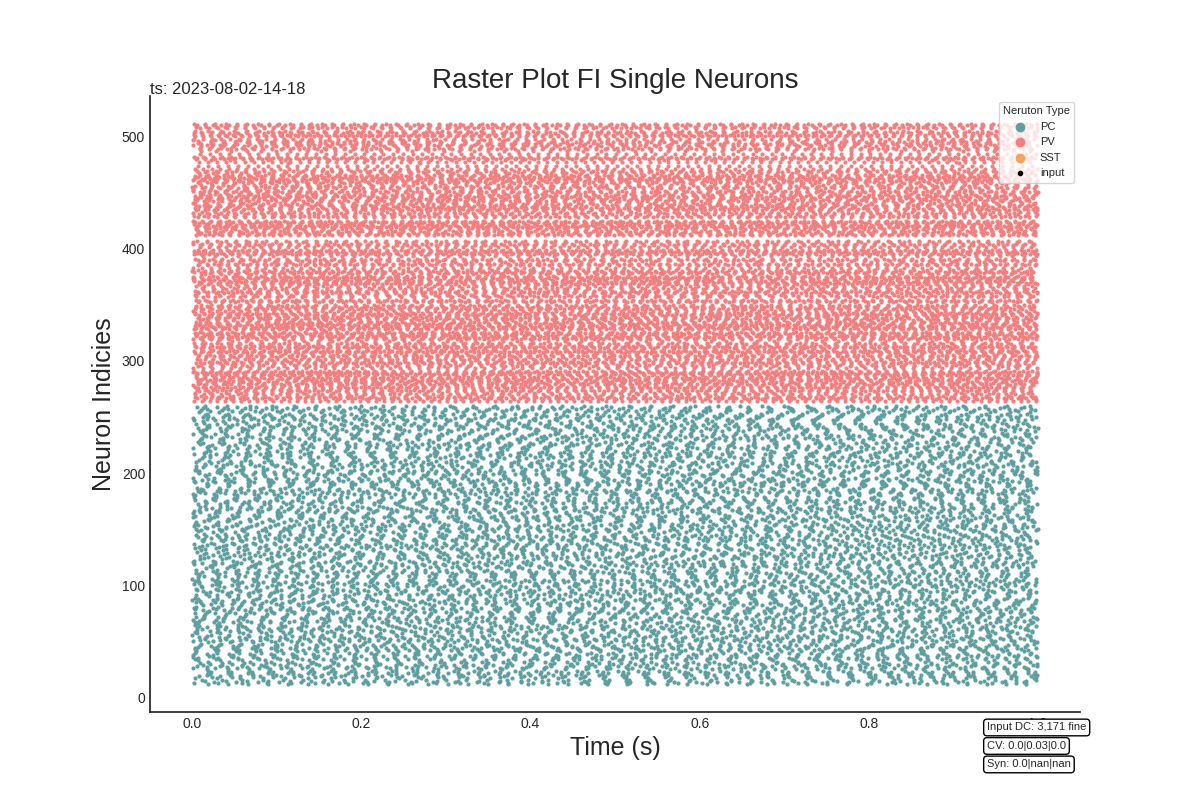 Raster Plot FI Single Neurons
ts: 2023-08-02-14-18
Neruton Type
PC
PV
SST
input
Neuron Indicies
500
400
300
200
100
0
0.0 0.2 0.4 0.6 0.8
Time (s)
Input DC: 3,171 fine
CV: 0.0|0.03|0.0
Syn: 0.0|nan|nan